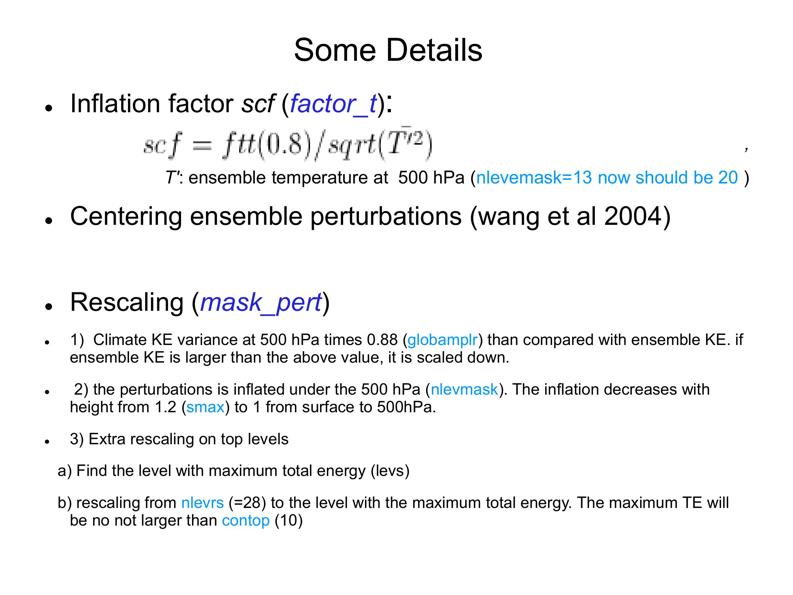 Some Details
• Inflation factor scf (factor_t):
scf = ftt(0.8)/sqrt(T̄'²) ,
T': ensemble temperature at  500 hPa (nlevemask=13 now should be 20 )
• Centering ensemble perturbations (wang et al 2004)
• Rescaling (mask_pert)
• 1)  Climate KE variance at 500 hPa times 0.88 (globamplr) than compared with ensemble KE. if
ensemble KE is larger than the above value, it is scaled down.
• 2) the perturbations is inflated under the 500 hPa (nlevmask). The inflation decreases with
height from 1.2 (smax) to 1 from surface to 500hPa.
• 3) Extra rescaling on top levels
a) Find the level with maximum total energy (levs)
b) rescaling from nlevrs (=28) to the level with the maximum total energy. The maximum TE will
be no not larger than contop (10)